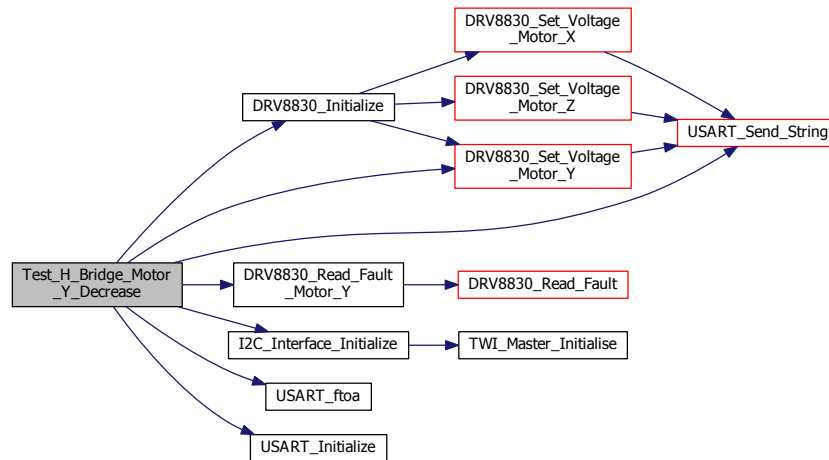 DRV8830_Set_Voltage
_Motor_X
DRV8830_Initialize
DRV8830_Set_Voltage
_Motor_Z
USART_Send_String
DRV8830_Set_Voltage
_Motor_Y
Test_H_Bridge_Motor
_Y_Decrease
DRV8830_Read_Fault
_Motor_Y
DRV8830_Read_Fault
I2C_Interface_Initialize
TWI_Master_Initialise
USART_ftoa
USART_Initialize